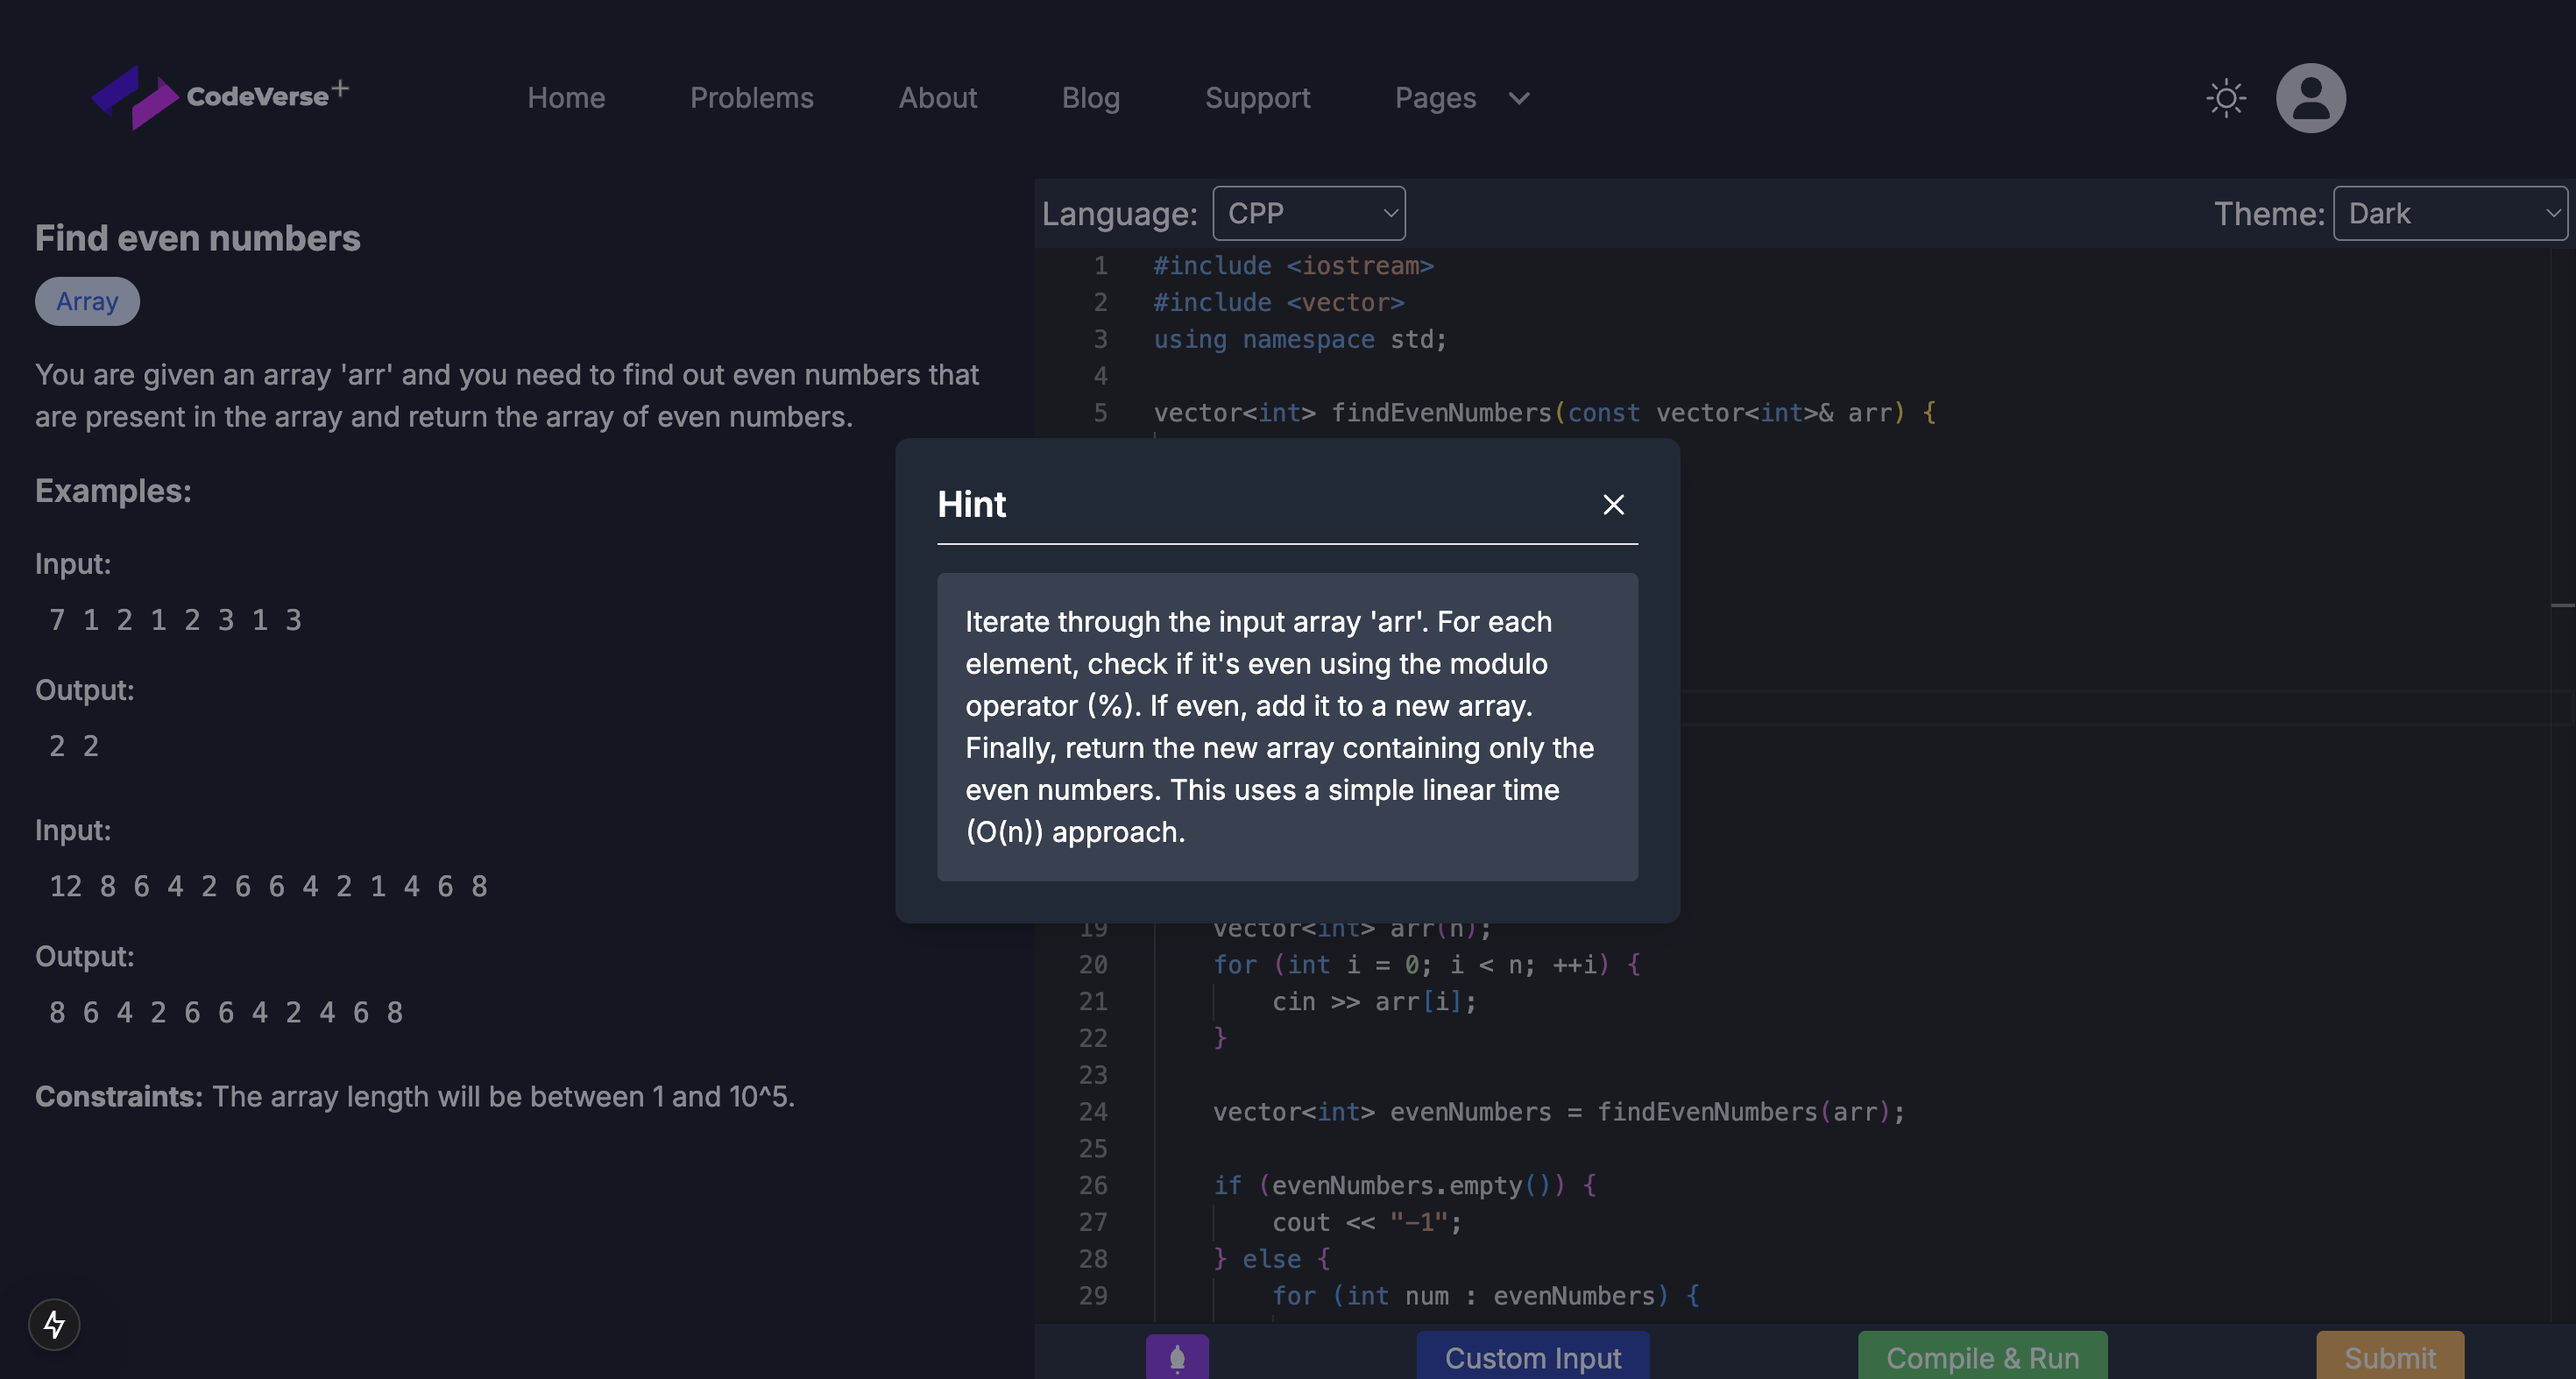 CodeVerse+
Home
Problems
About
Blog
Support
Pages
Find even numbers
Array
You are given an array 'arr' and you need to find out even numbers that
are present in the array and return the array of even numbers.
Examples:
Input:
7 1 2 1 2 3 1 3
Output:
2 2
Input:
12 8 6 4 2 6 6 4 2 1 4 6 8
Output:
8 6 4 2 6 6 4 2 4 6 8
Constraints: The array length will be between 1 and 10^5.
Language: CPP
Theme: Dark
1 #include <iostream>
2 #include <vector>
3 using namespace std;
4
5 vector<int> findEvenNumbers(const vector<int>& arr) {
Hint
Iterate through the input array 'arr'. For each
element, check if it's even using the modulo
operator (%). If even, add it to a new array.
Finally, return the new array containing only the
even numbers. This uses a simple linear time
(O(n)) approach.
19 vector<int> arr(n);
20 for (int i = 0; i < n; ++i) {
21 cin >> arr[i];
22 }
23
24 vector<int> evenNumbers = findEvenNumbers(arr);
25
26 if (evenNumbers.empty()) {
27 cout << "-1";
28 } else {
29 for (int num : evenNumbers) {
Custom Input
Compile & Run
Submit